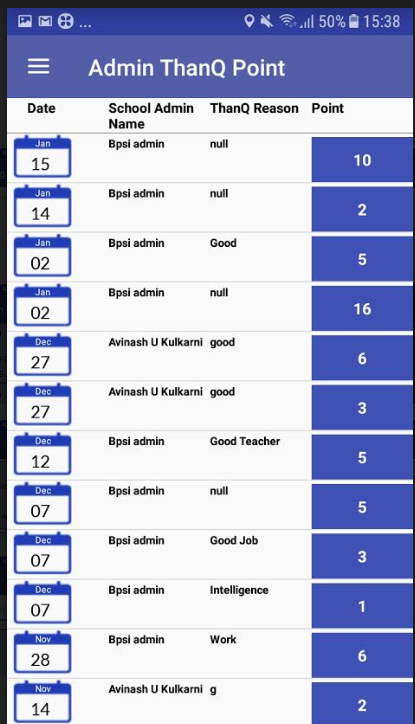 ... 50% 15:38
Admin ThanQ Point
Date School Admin Name ThanQ Reason Point
Jan 15 Bpsi admin null 10
Jan 14 Bpsi admin null 2
Jan 02 Bpsi admin Good 5
Jan 02 Bpsi admin null 16
Dec 27 Avinash U Kulkarni good 6
Dec 27 Avinash U Kulkarni good 3
Dec 12 Bpsi admin Good Teacher 5
Dec 07 Bpsi admin null 5
Dec 07 Bpsi admin Good Job 3
Dec 07 Bpsi admin Intelligence 1
Nov 28 Bpsi admin Work 6
Nov 14 Avinash U Kulkarni g 2